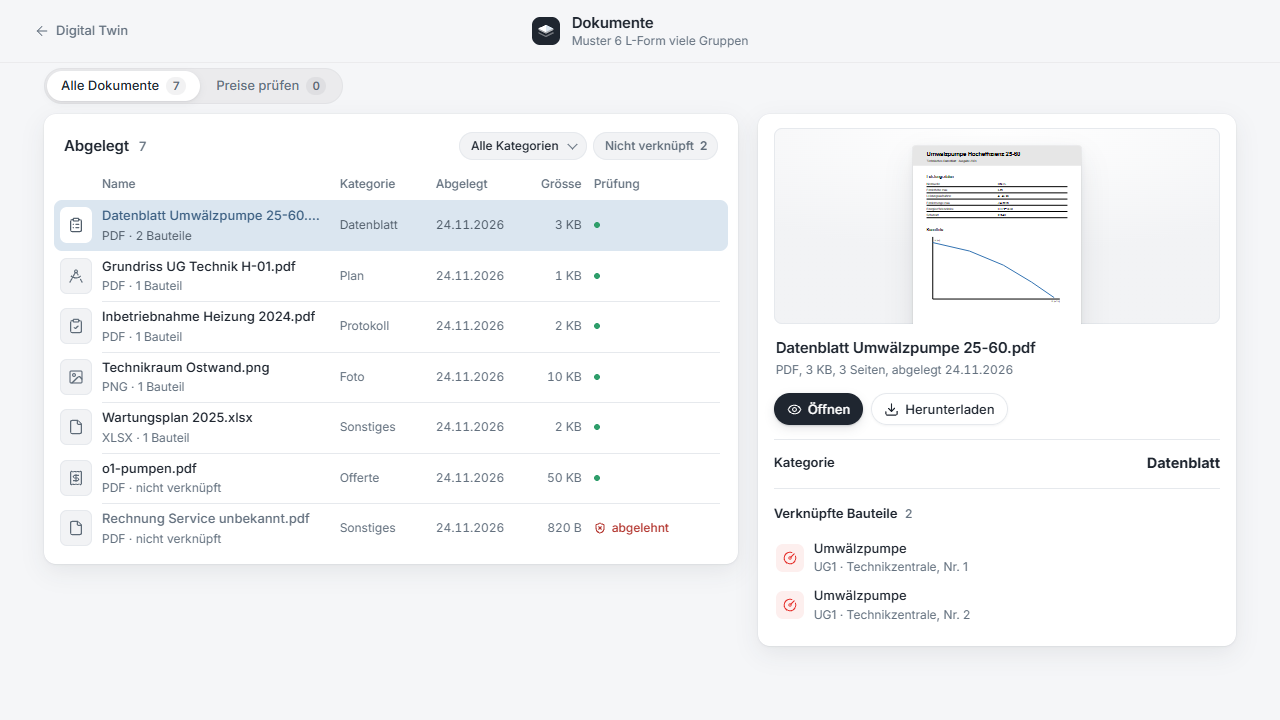 Digital Twin
Dokumente
Muster 6 L-Form viele Gruppen
Alle Dokumente 7
Preise prüfen 0
Abgelegt 7
Alle Kategorien
Nicht verknüpft 2
Name Kategorie Abgelegt Grösse Prüfung
Datenblatt Umwälzpumpe 25-60.…
PDF · 2 Bauteile
Datenblatt 24.11.2026 3 KB
Grundriss UG Technik H-01.pdf
PDF · 1 Bauteil
Plan 24.11.2026 1 KB
Inbetriebnahme Heizung 2024.pdf
PDF · 1 Bauteil
Protokoll 24.11.2026 2 KB
Technikraum Ostwand.png
PNG · 1 Bauteil
Foto 24.11.2026 10 KB
Wartungsplan 2025.xlsx
XLSX · 1 Bauteil
Sonstiges 24.11.2026 2 KB
o1-pumpen.pdf
PDF · nicht verknüpft
Offerte 24.11.2026 50 KB
Rechnung Service unbekannt.pdf
PDF · nicht verknüpft
Sonstiges 24.11.2026 820 B abgelehnt
Umwälzpumpe Hocheffizienz 25-60
Datenblatt Umwälzpumpe 25-60.pdf
PDF, 3 KB, 3 Seiten, abgelegt 24.11.2026
Öffnen
Herunterladen
Kategorie Datenblatt
Verknüpfte Bauteile 2
Umwälzpumpe
UG1 · Technikzentrale, Nr. 1
Umwälzpumpe
UG1 · Technikzentrale, Nr. 2